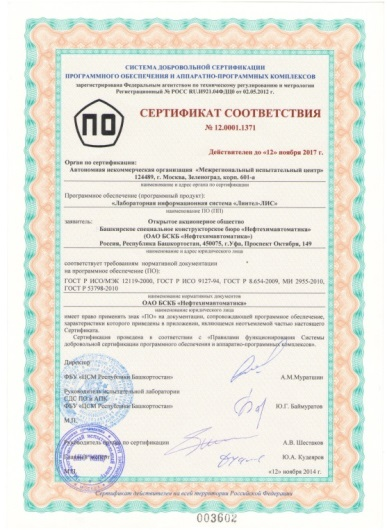 СИСТЕМА ДОБРОВОЛЬНОЙ СЕРТИФИКАЦИИ
ПРОГРАММНОГО ОБЕСПЕЧЕНИЯ И АППАРАТНО-ПРОГРАММНЫХ КОМПЛЕКСОВ
зарегистрирована Федеральным агентством по техническому регулированию и метрологии
Регистрационный № РОСС RU.И921.04ФДЦ0 от 02.05.2012 г.
ПО
СЕРТИФИКАТ СООТВЕТСТВИЯ
№ 12.0001.1371
Действителен до «12» ноября 2017 г.
Орган по сертификации:
Автономная некоммерческая организация «Межрегиональный испытательный центр»
124489, г. Москва, Зеленоград, корп. 601-а
наименование и адрес органа по сертификации
Программное обеспечение (программный продукт):
«Лабораторная информационная система «Линтел-ЛИС»
наименование ПО (ПП)
заявитель:
Открытое акционерное общество
Башкирское специальное конструкторское бюро «Нефтехимавтоматика»
(ОАО БСКБ «Нефтехимавтоматика»)
Россия, Республика Башкортостан, 450075, г.Уфа, Проспект Октября, 149
наименование и адрес юридического лица
соответствует требованиям нормативной документации
на программное обеспечение (ПО):
ГОСТ Р ИСО/МЭК 12119-2000, ГОСТ Р ИСО 9127-94, ГОСТ Р 8.654-2009, МИ 2955-2010,
ГОСТ Р 53798-2010
наименование нормативных документов
ОАО БСКБ «Нефтехимавтоматика»
наименование юридического лица
имеет право применять знак «ПО» на документации, сопровождающей программное обеспечение,
характеристики которого приведены в приложении, являющемся неотъемлемой частью настоящего
Сертификата.
Сертификация проведена в соответствии с «Правилами функционирования Системы
добровольной сертификации программного обеспечения и аппаратно-программных комплексов».
Директор
ФБУ «ЦСМ Республики Башкортостан» А.М.Муратшин
Руководитель испытательной лаборатории
СДС ПО и АПК
ФБУ «ЦСМ Республики Башкортостан» Ю.Г. Баймуратов
М.П.
Руководитель органа по сертификации А.В. Шестаков
Главный эксперт Ю.А. Кудеяров
М.П. «12» ноября 2014 г.
Сертификат действителен на всей территории Российской Федерации
003602